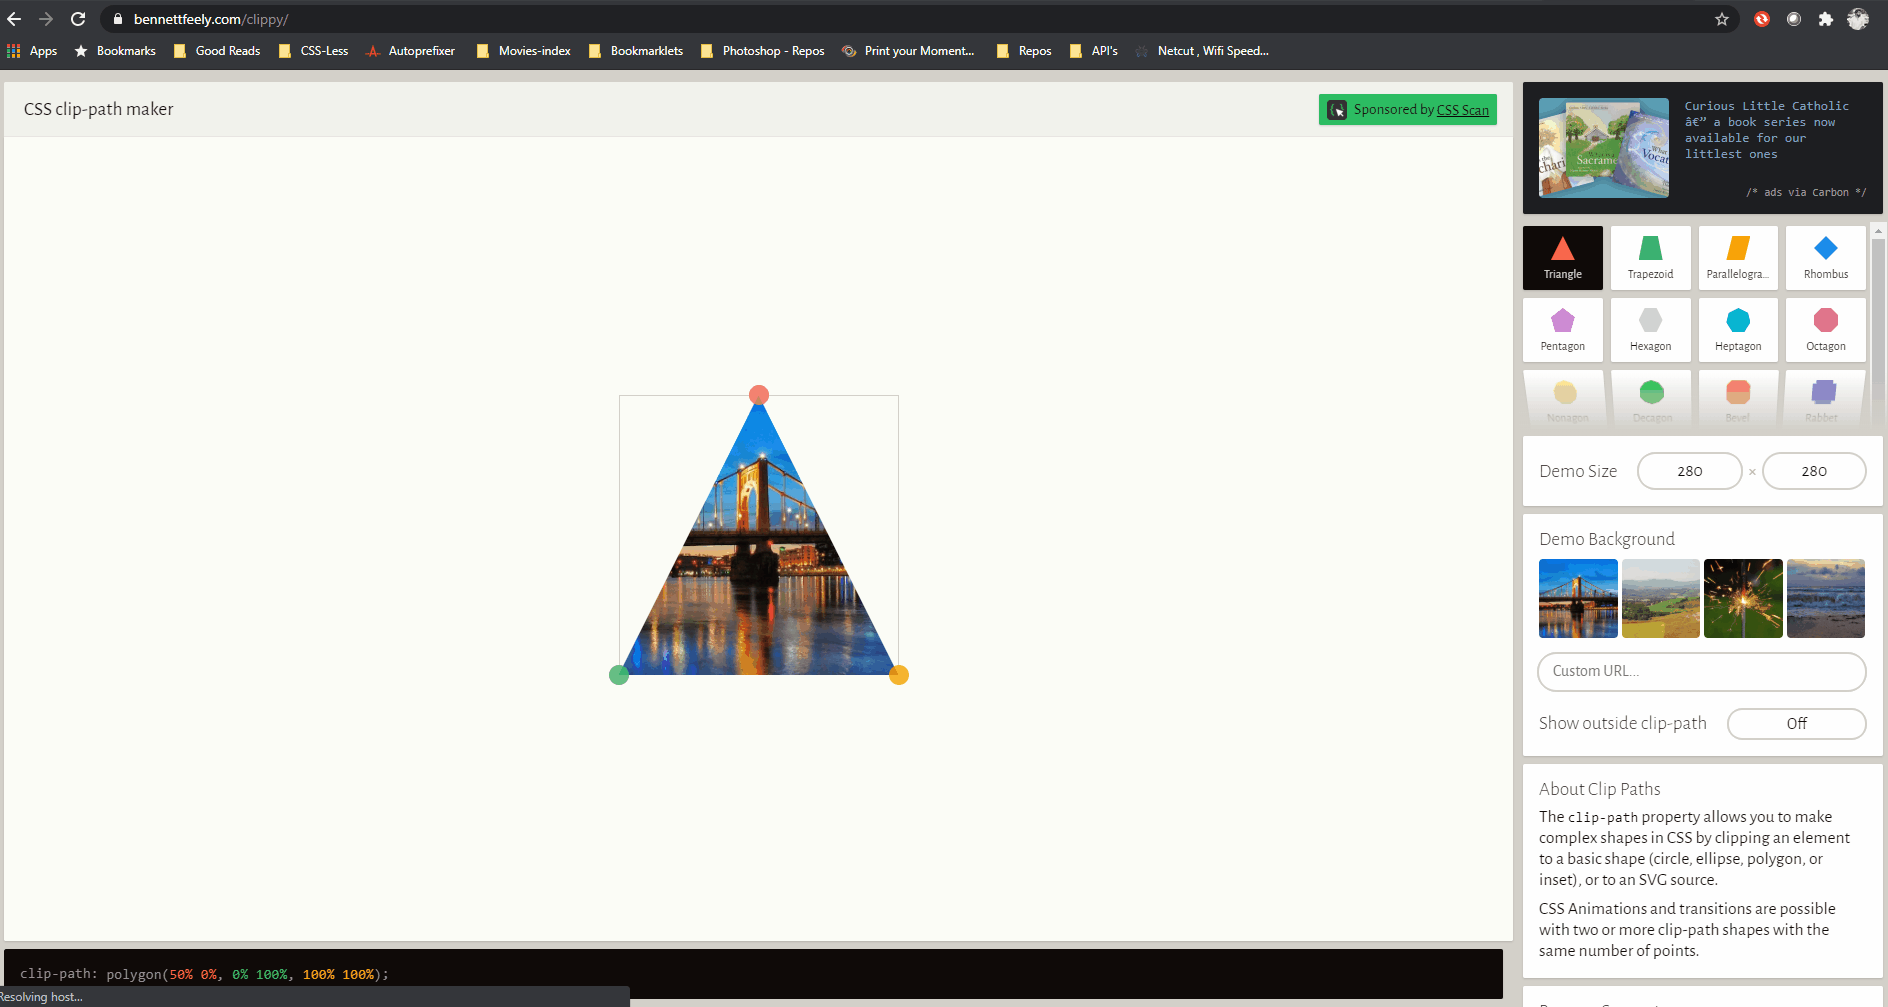 bennettfeely.com/clippy/
Apps Bookmarks Good Reads CSS-Less Autoprefixer Movies-index Bookmarklets Photoshop - Repos Print your Moment... Repos API's Netcut , Wifi Speed...
CSS clip-path maker
Sponsored by CSS Scan
Curious Little Catholic
â€” a book series now
available for our
littlest ones
/* ads via Carbon */
Triangle Trapezoid Parallelogra... Rhombus
Pentagon Hexagon Heptagon Octagon
Nonagon Decagon Bevel Rabbet
Demo Size 280 × 280
Demo Background
Custom URL...
Show outside clip-path Off
About Clip Paths
The clip-path property allows you to make
complex shapes in CSS by clipping an element
to a basic shape (circle, ellipse, polygon, or
inset), or to an SVG source.
CSS Animations and transitions are possible
with two or more clip-path shapes with the
same number of points.
clip-path: polygon(50% 0%, 0% 100%, 100% 100%);
Resolving host...